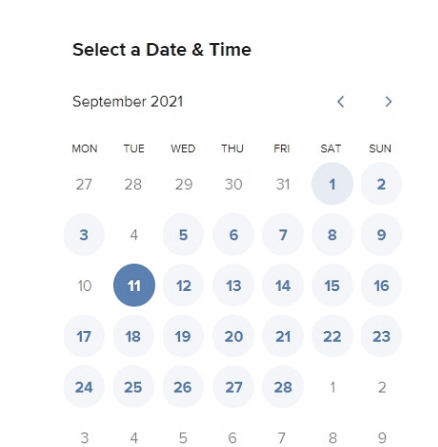 Select a Date & Time
September 2021
MON TUE WED THU FRI SAT SUN
27 28 29 30 31 1 2
3 4 5 6 7 8 9
10 11 12 13 14 15 16
17 18 19 20 21 22 23
24 25 26 27 28 1 2
3 4 5 6 7 8 9